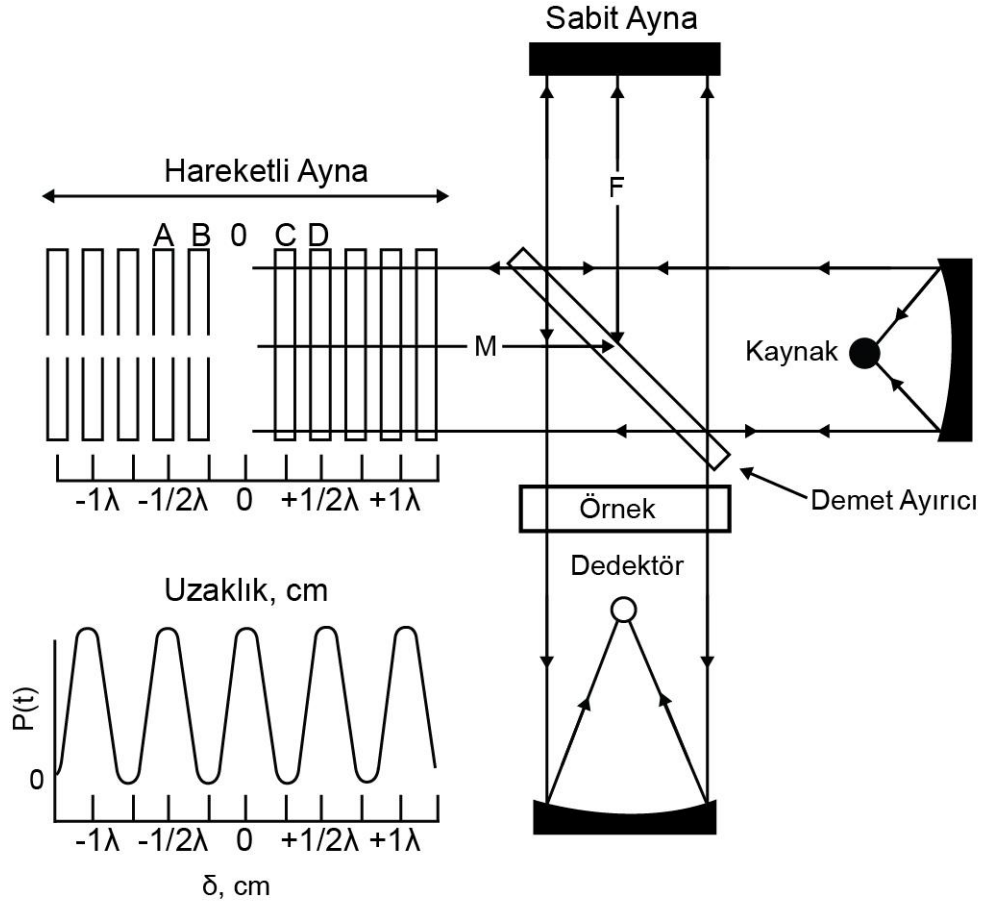 Sabit Ayna
Hareketli Ayna
F
A B 0 C D
M
Kaynak
-1λ -1/2λ 0 +1/2λ +1λ
Demet Ayırıcı
Örnek
Dedektör
Uzaklık, cm
P(t)
0
-1λ -1/2λ 0 +1/2λ +1λ
δ, cm